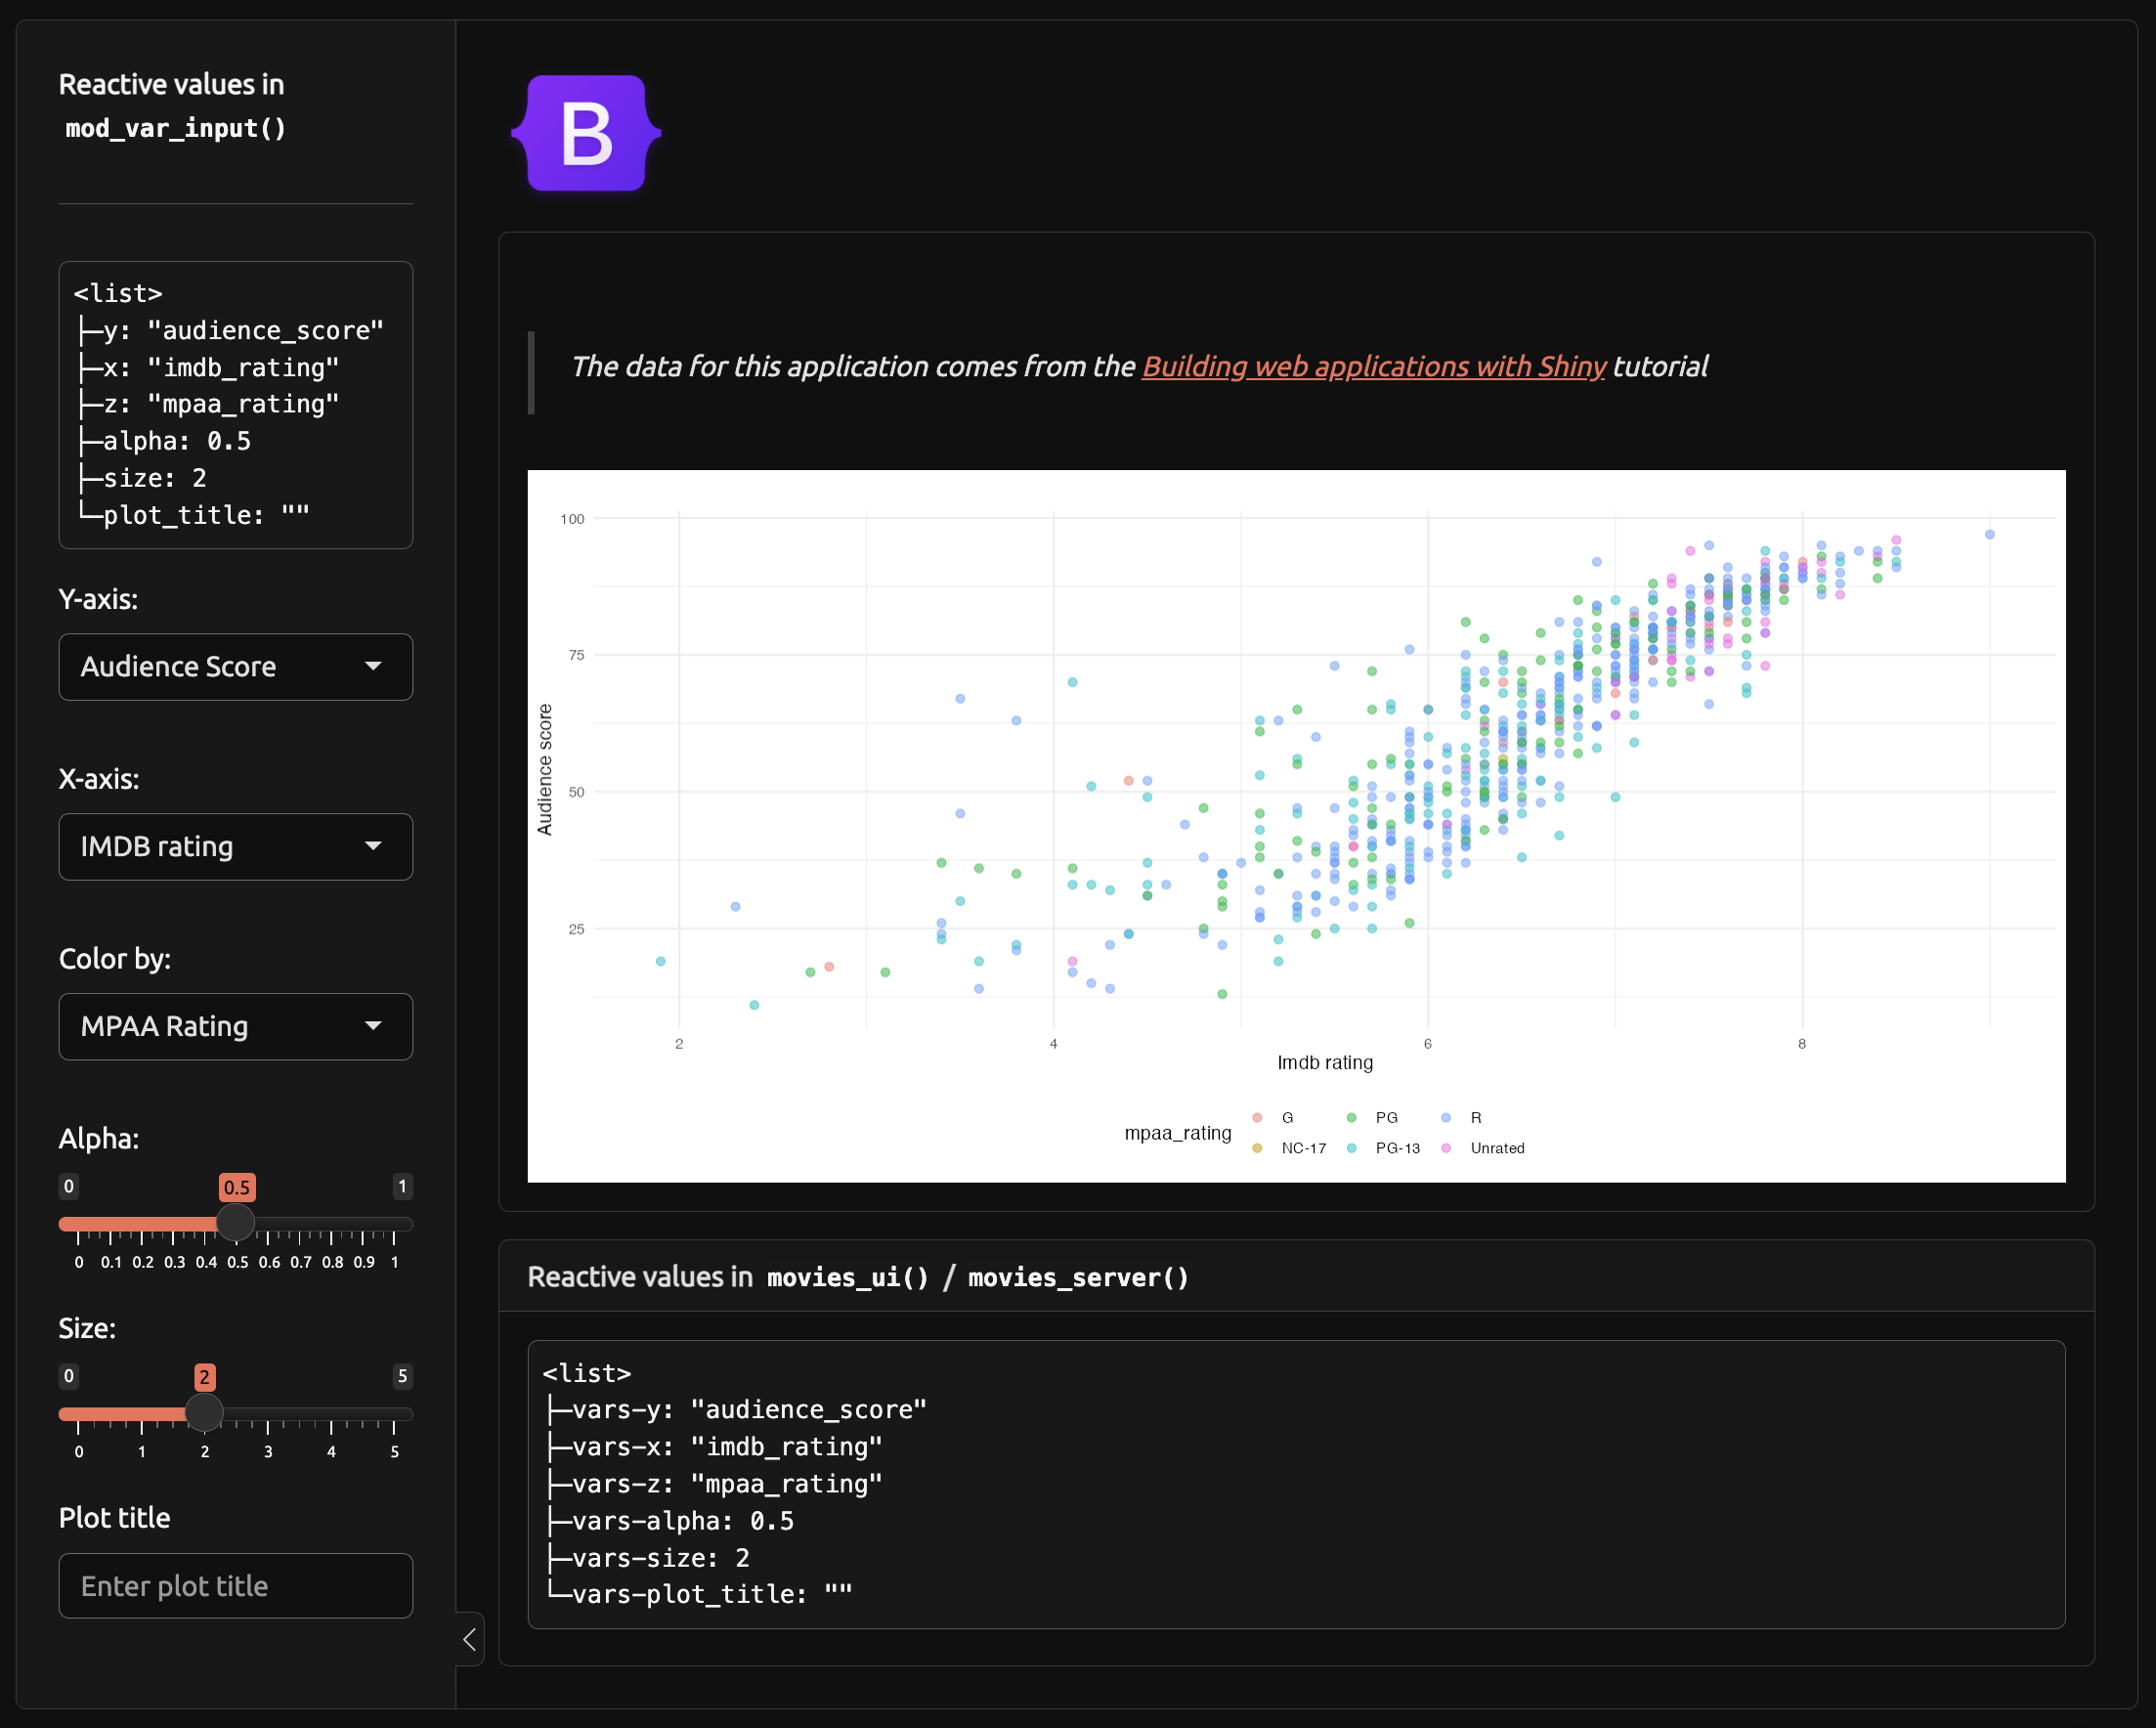 Reactive values in
mod_var_input()
<list>
├─y: "audience_score"
├─x: "imdb_rating"
├─z: "mpaa_rating"
├─alpha: 0.5
├─size: 2
└─plot_title: ""
Y-axis:
Audience Score
X-axis:
IMDB rating
Color by:
MPAA Rating
Alpha:
0 0.5 1
0 0.1 0.2 0.3 0.4 0.5 0.6 0.7 0.8 0.9 1
Size:
0 2 5
0 1 2 3 4 5
Plot title
Enter plot title
B
The data for this application comes from the Building web applications with Shiny tutorial
100
75
50
25
Audience score
2 4 6 8
Imdb rating
mpaa_rating
G PG R
NC-17 PG-13 Unrated
Reactive values in movies_ui() / movies_server()
<list>
├─vars-y: "audience_score"
├─vars-x: "imdb_rating"
├─vars-z: "mpaa_rating"
├─vars-alpha: 0.5
├─vars-size: 2
└─vars-plot_title: ""